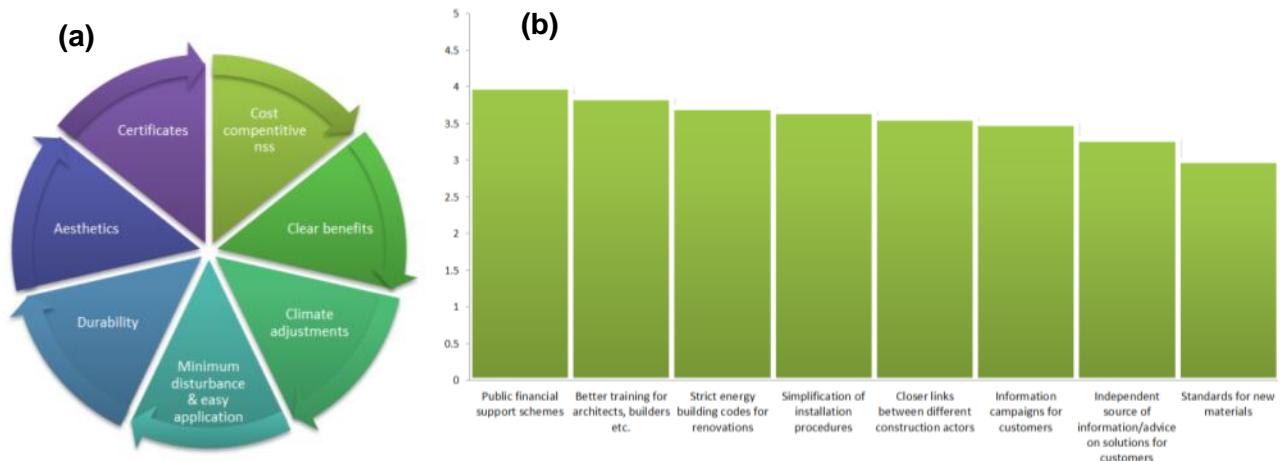 (a)
Certificates
Cost
compentitive
nss
Clear benefits
Climate
adjustments
Minimum
disturbance
& easy
application
Durability
Aesthetics
(b)
5
4.5
4
3.5
3
2.5
2
1.5
1
0.5
0
Public financial
support schemes
Better training for
architects, builders
etc.
Strict energy
building codes for
renovations
Simplification of
installation
procedures
Closer links
between different
construction actors
Information
campaigns for
customers
Independent
source of
information/advice
on solutions for
customers
Standards for new
materials